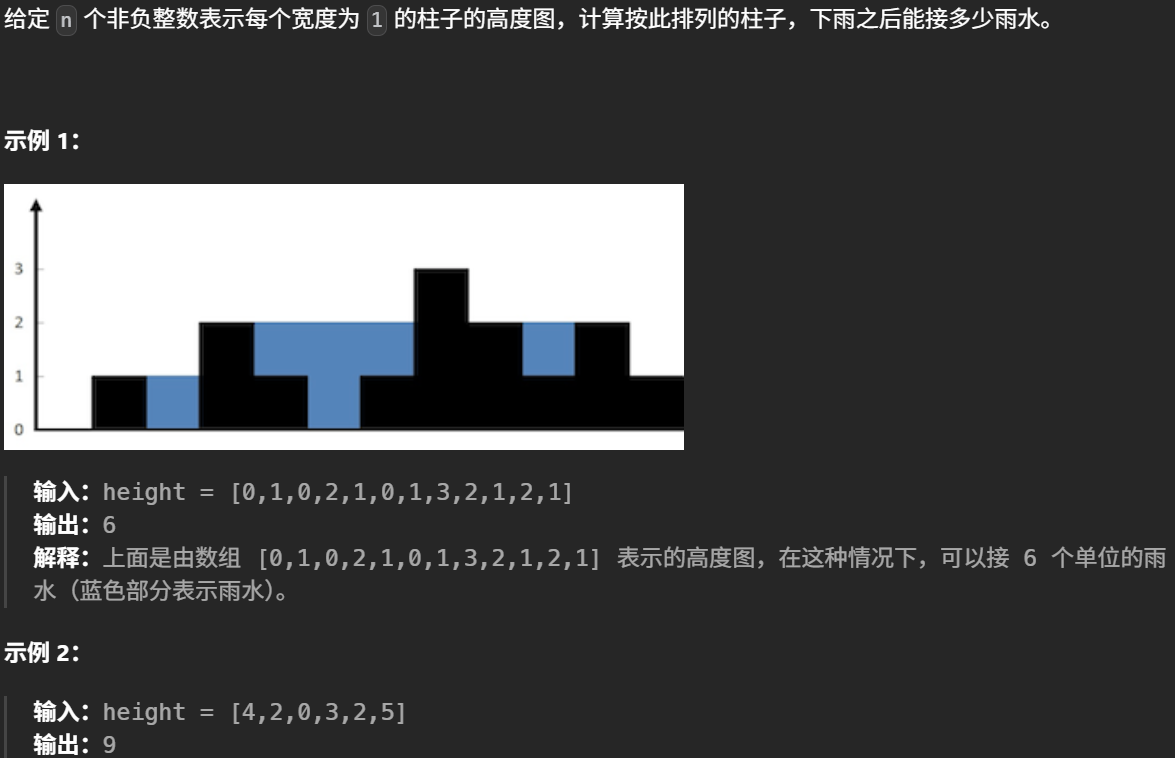 给定 n 个非负整数表示每个宽度为 1 的柱子的高度图，计算按此排列的柱子，下雨之后能接多少雨水。
示例 1：
3
2
1
0
输入：height = [0,1,0,2,1,0,1,3,2,1,2,1]
输出：6
解释：上面是由数组 [0,1,0,2,1,0,1,3,2,1,2,1] 表示的高度图，在这种情况下，可以接 6 个单位的雨
水（蓝色部分表示雨水）。
示例 2：
输入：height = [4,2,0,3,2,5]
输出：9